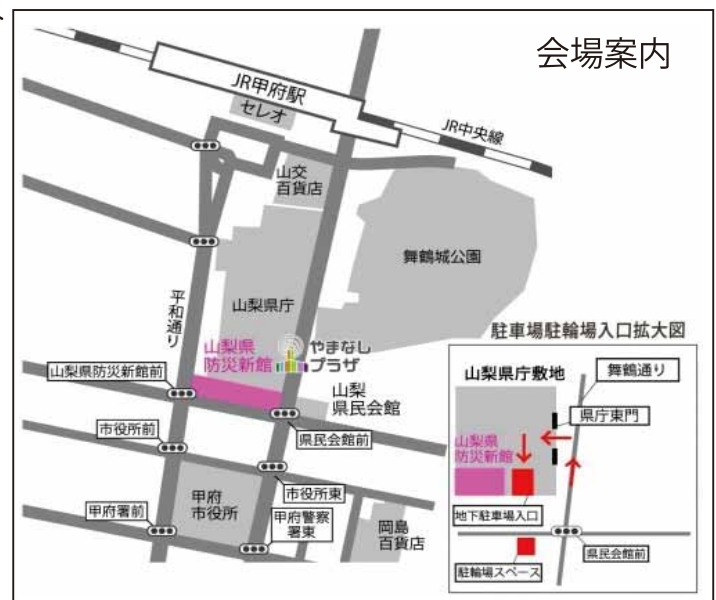 会場案内
JR甲府駅
セレオ
JR中央線
山交
百貨店
舞鶴城公園
山梨県庁
平和通り
山梨県
防災新館
やまなし
プラザ
山梨県防災新館前
山梨
県民会館
県民会館前
市役所前
市役所東
甲府
市役所
甲府署前
甲府警察
署東
岡島
百貨店
駐車場駐輪場入口拡大図
山梨県庁敷地
舞鶴通り
県庁東門
山梨県
防災新館
地下駐車場入口
県民会館前
駐輪場スペース